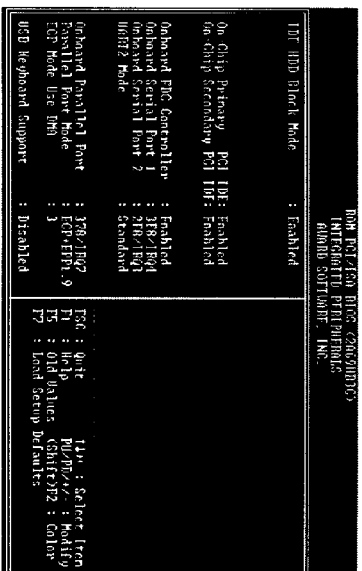 ROM PCI/ISA BIOS (2A69HB3C)
INTEGRATED PERIPHERALS
AWARD SOFTWARE, INC.
IDE HDD Block Mode : Enabled
On-Chip Primary PCI IDE: Enabled
On-Chip Secondary PCI IDE: Enabled
Onboard FDC Controller : Enabled
Onboard Serial Port 1 : 3F8/IRQ4
Onboard Serial Port 2 : 2F8/IRQ3
UART2 Mode : Standard
Onboard Parallel Port : 378/IRQ7
Parallel Port Mode : ECP+EPP1.9
ECP Mode Use DMA : 3
USB Keyboard Support : Disabled
ESC : Quit ↑↓→← : Select Item
F1 : Help PU/PD/+/- : Modify
F5 : Old Values (Shift)F2 : Color
F7 : Load Setup Defaults